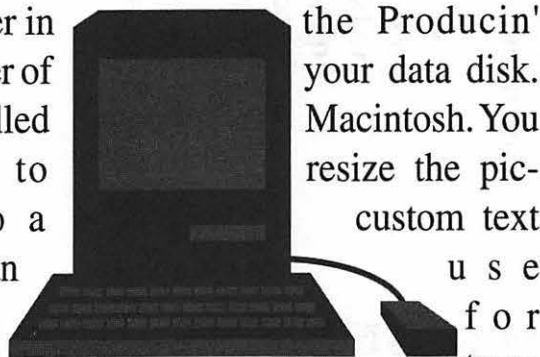 er in the Producin'
er of your data disk.
lled Macintosh. You
to resize the pic-
o a custom text
n use
for